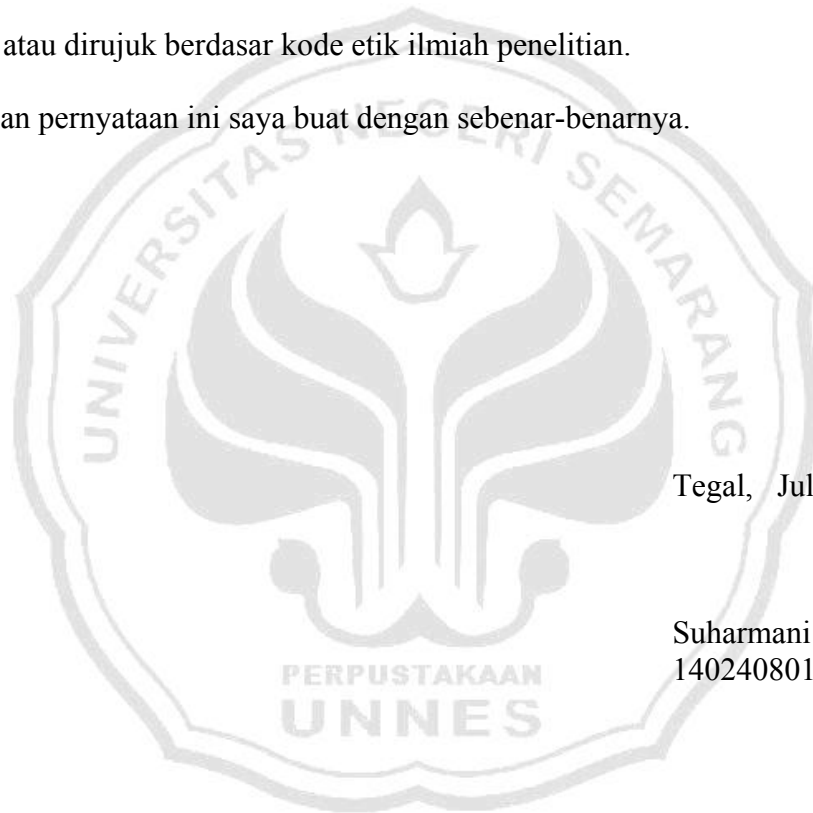 atau dirujuk berdasar kode etik ilmiah penelitian.
an pernyataan ini saya buat dengan sebenar-benarnya.
UNIVERSITAS NEGERI SEMARANG
Tegal, Jul
Suharmani
140240801
PERPUSTAKAAN
UNNES